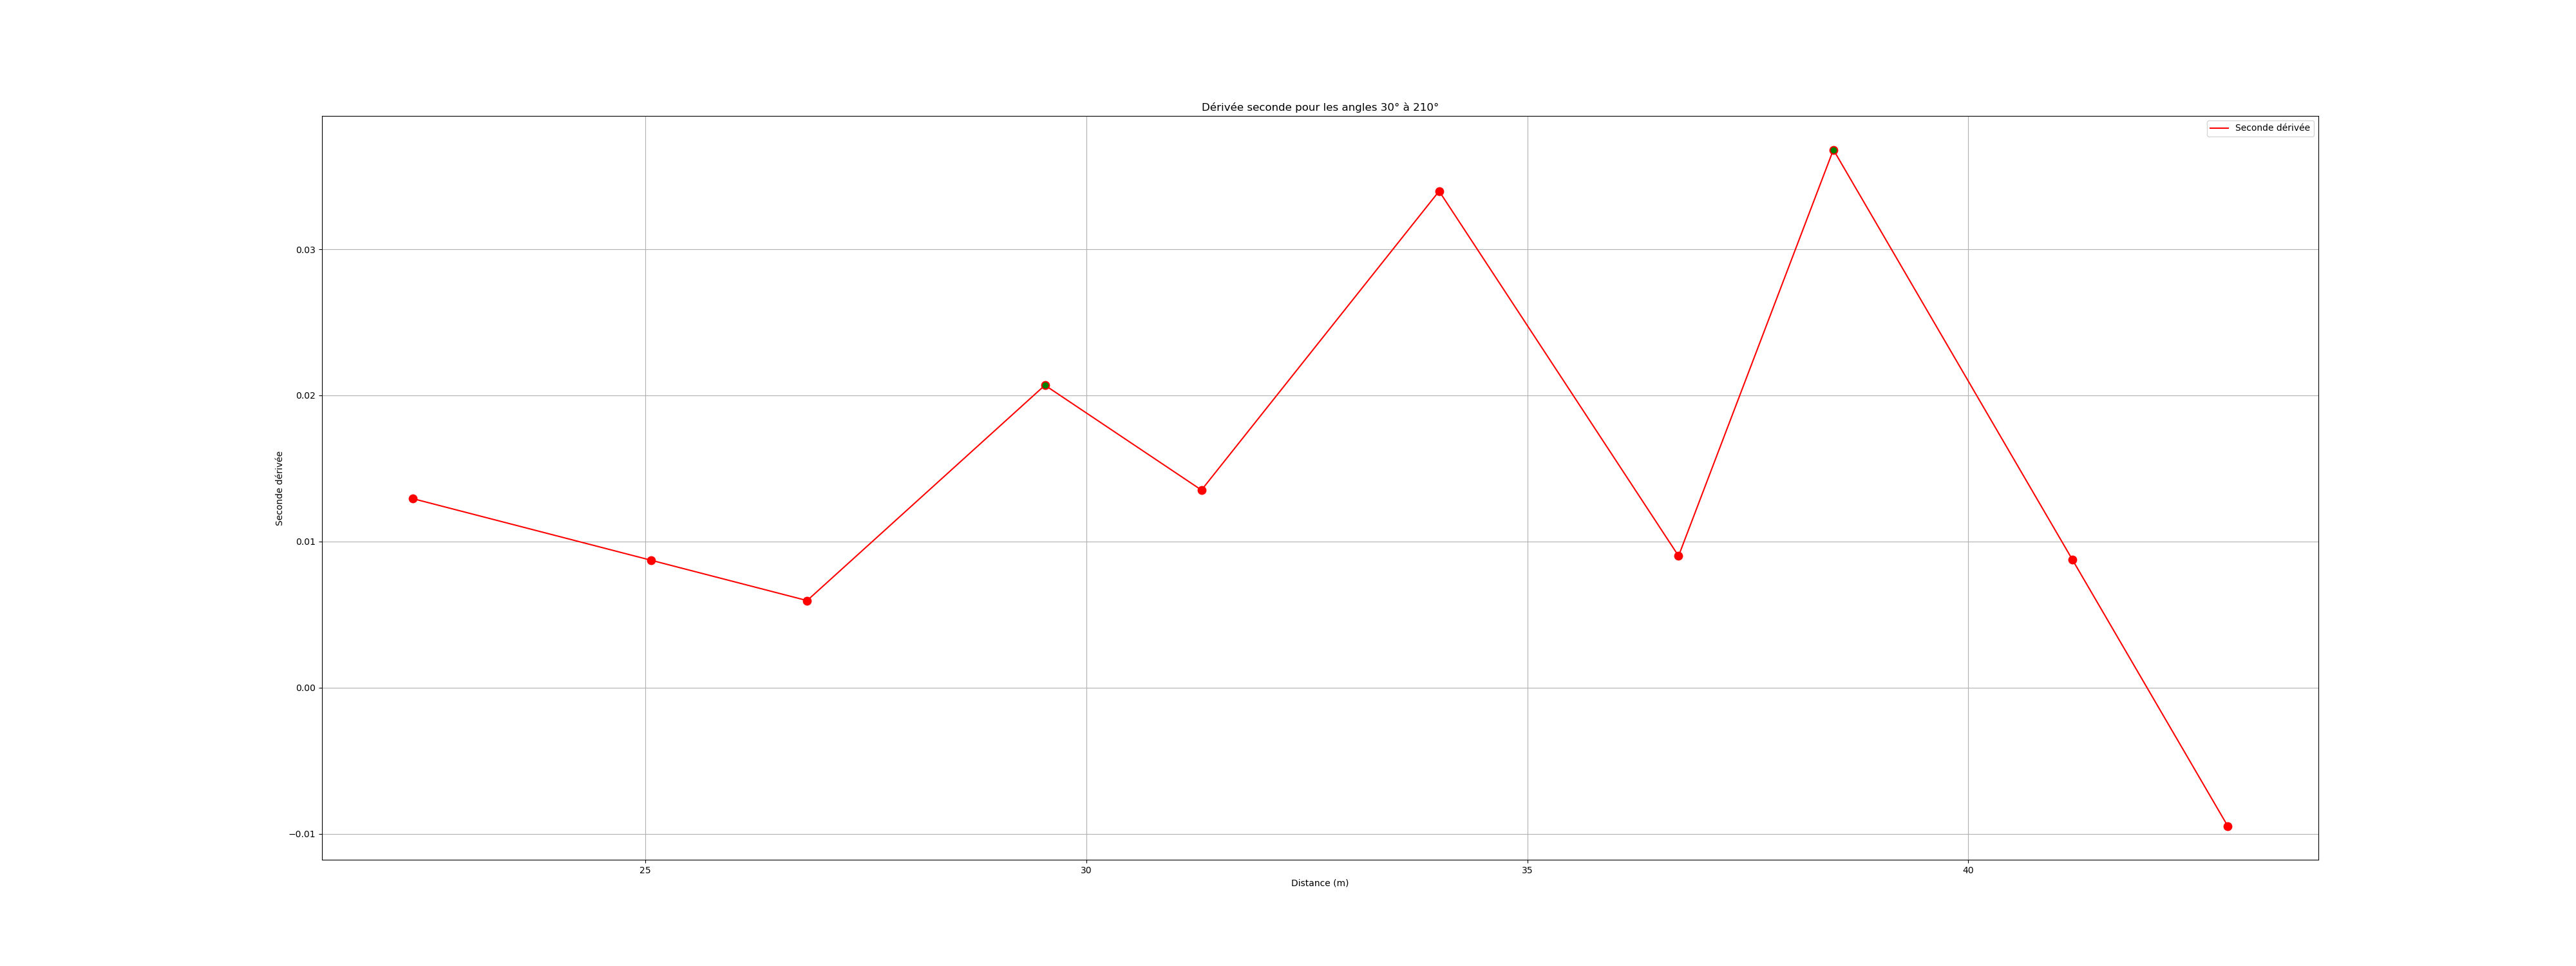 Dérivée seconde pour les angles 30° à 210°
Seconde dérivée
0.03
0.02
0.01
0.00
−0.01
Seconde dérivée
25
30
35
40
Distance (m)